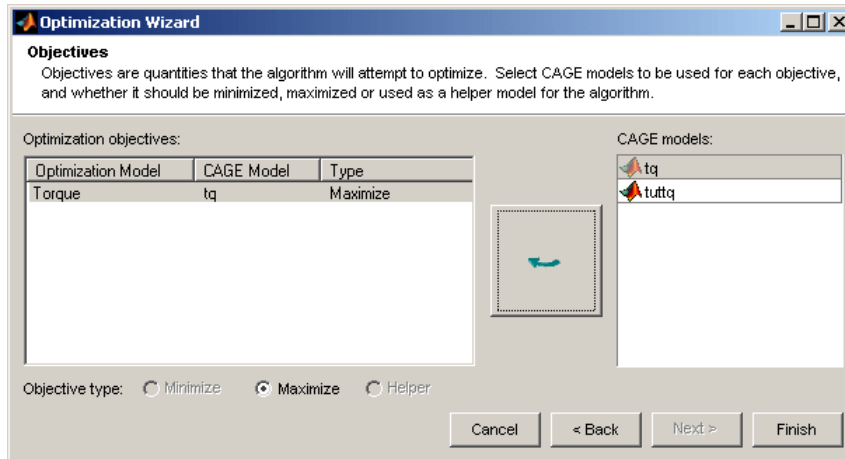 Optimization Wizard
Objectives
Objectives are quantities that the algorithm will attempt to optimize. Select CAGE models to be used for each objective,
and whether it should be minimized, maximized or used as a helper model for the algorithm.
Optimization objectives:
CAGE models:
Optimization Model CAGE Model Type
Torque tq Maximize
tq
tuttq
Objective type: Minimize Maximize Helper
Cancel < Back Next > Finish